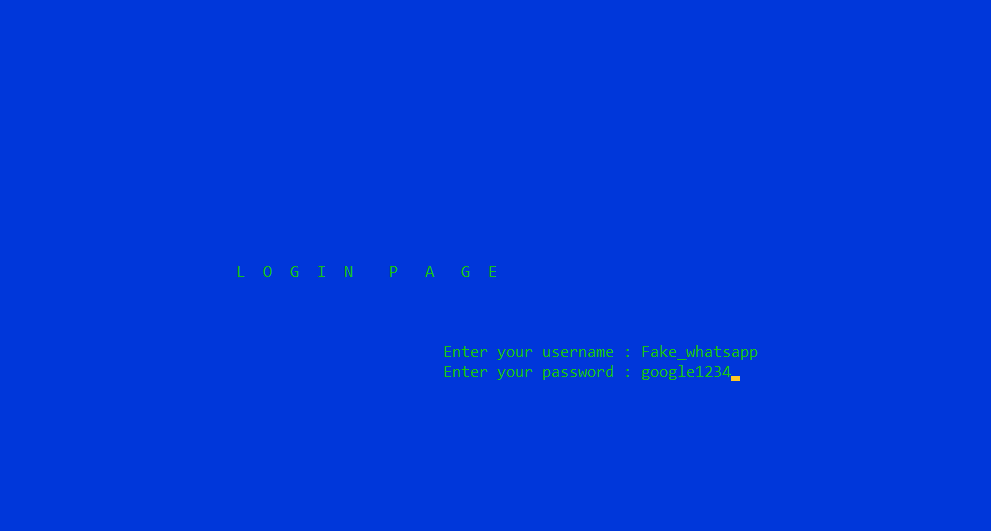 L O G I N P A G E
Enter your username : Fake_whatsapp
Enter your password : google1234